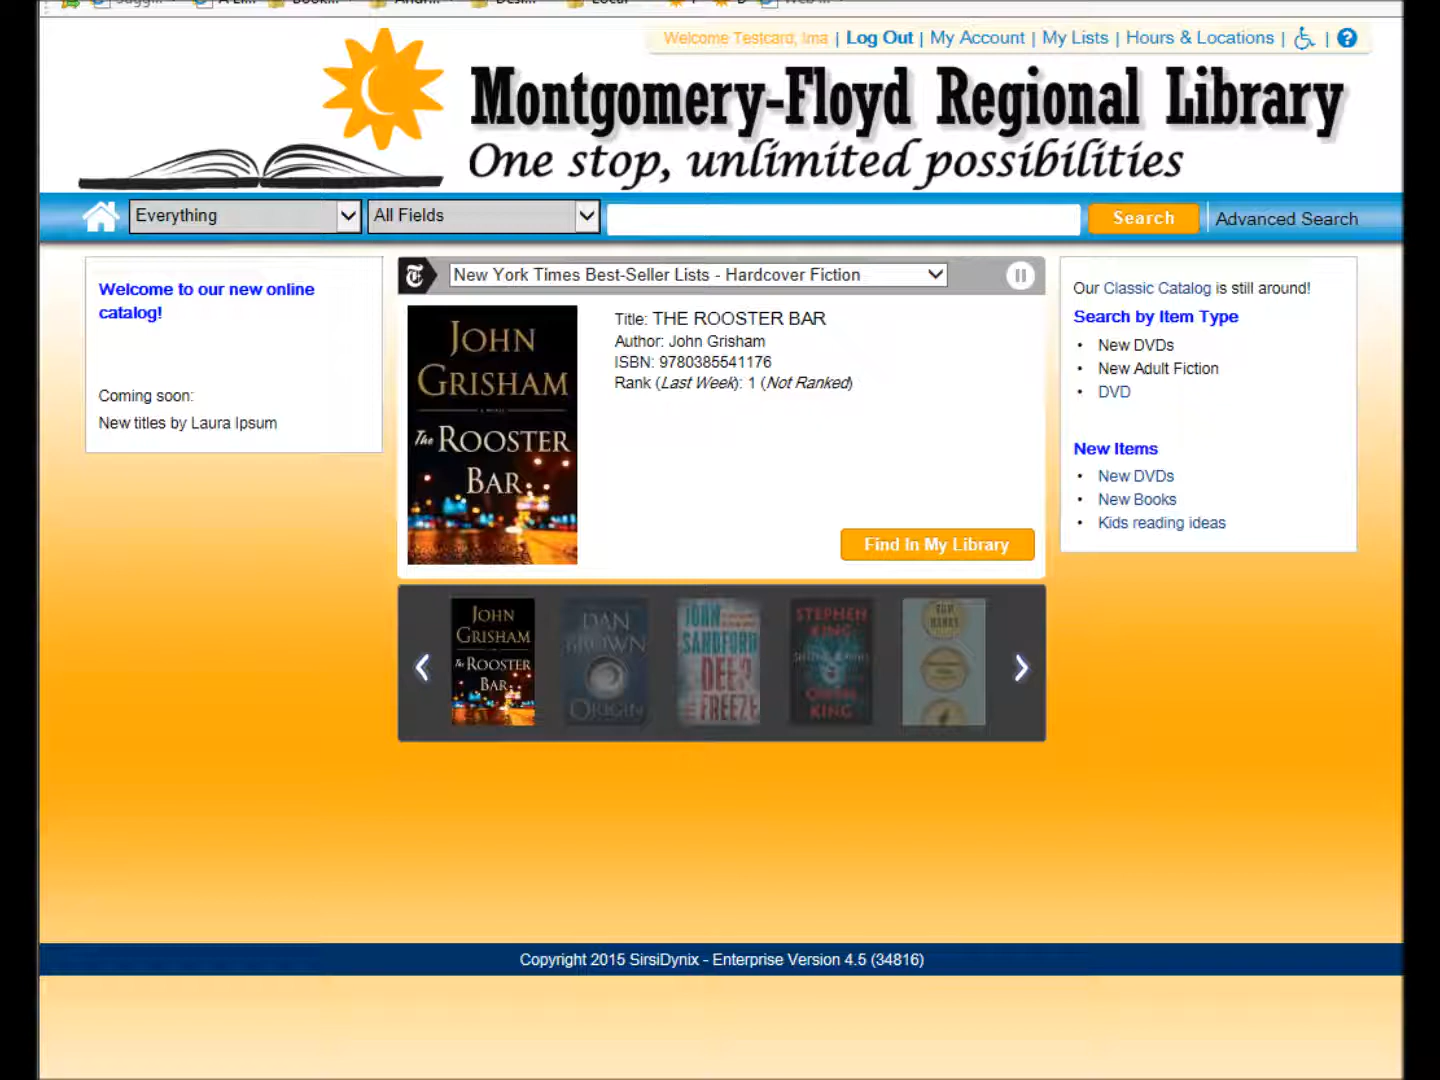 Welcome Testcard, Ima | Log Out | My Account | My Lists | Hours & Locations | | ?
Montgomery-Floyd Regional Library
One stop, unlimited possibilities
Everything
All Fields
Search
Advanced Search
Welcome to our new online
catalog!
Coming soon:
New titles by Laura Ipsum
New York Times Best-Seller Lists - Hardcover Fiction
JOHN
GRISHAM
The ROOSTER
BAR
Title: THE ROOSTER BAR
Author: John Grisham
ISBN: 9780385541176
Rank (Last Week): 1 (Not Ranked)
Find In My Library
JOHN
GRISHAM
The ROOSTER
BAR
DAN
BROWN
ORIGIN
JOHN
SANDFORD
DEEP
FREEZE
STEPHEN
KING
OWEN
KING
TOM
HANKS
Our Classic Catalog is still around!
Search by Item Type
• New DVDs
• New Adult Fiction
• DVD
New Items
• New DVDs
• New Books
• Kids reading ideas
Copyright 2015 SirsiDynix - Enterprise Version 4.5 (34816)